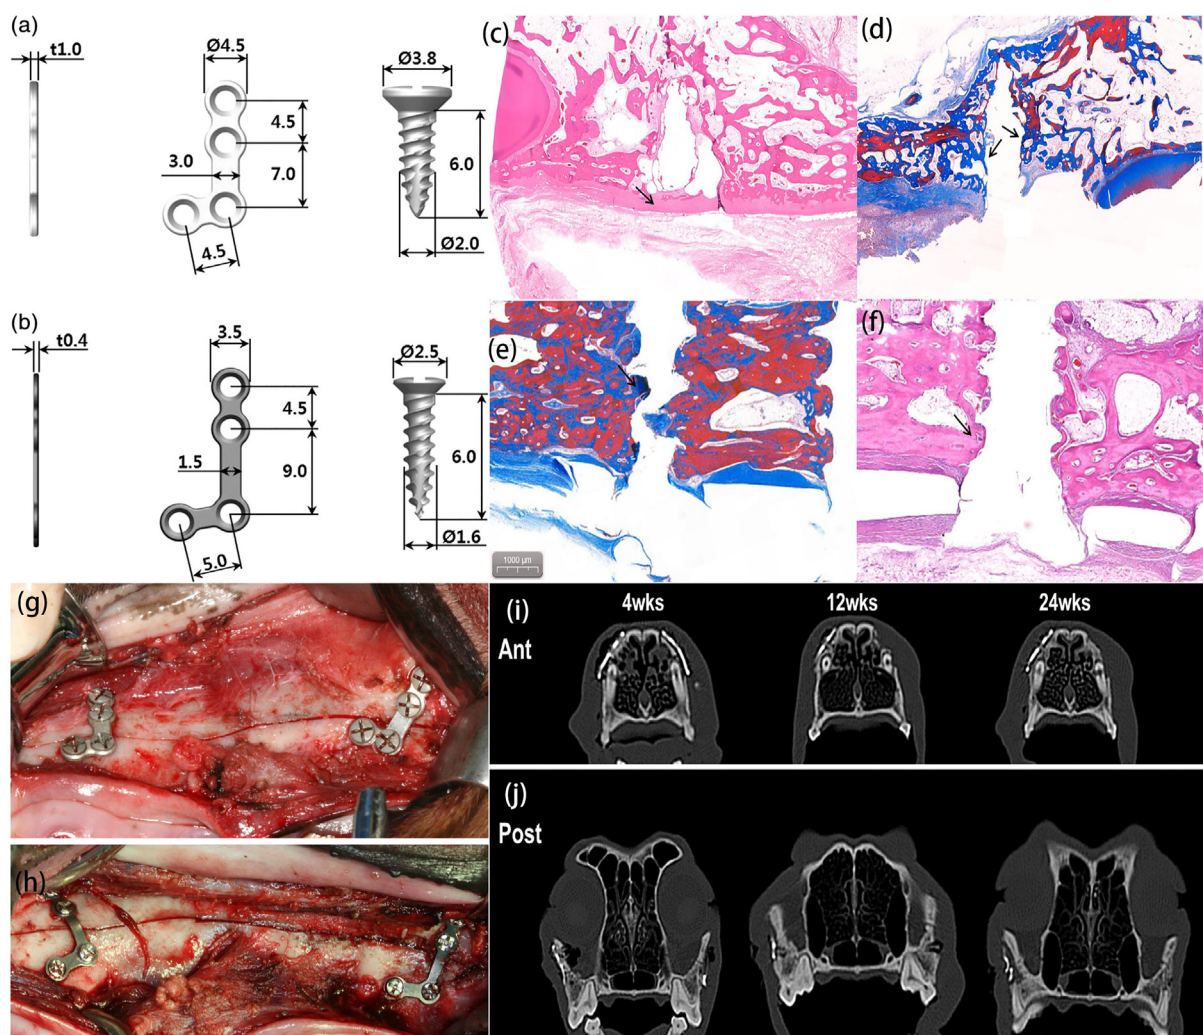 (a)
t1.0
Ø4.5
4.5
3.0
7.0
4.5
Ø3.8
6.0
Ø2.0
(b)
t0.4
3.5
4.5
1.5
9.0
5.0
Ø2.5
6.0
Ø1.6
(c)
(d)
(e)
1000 µm
(f)
(g)
(h)
(i)
4wks
12wks
24wks
Ant
(j)
Post